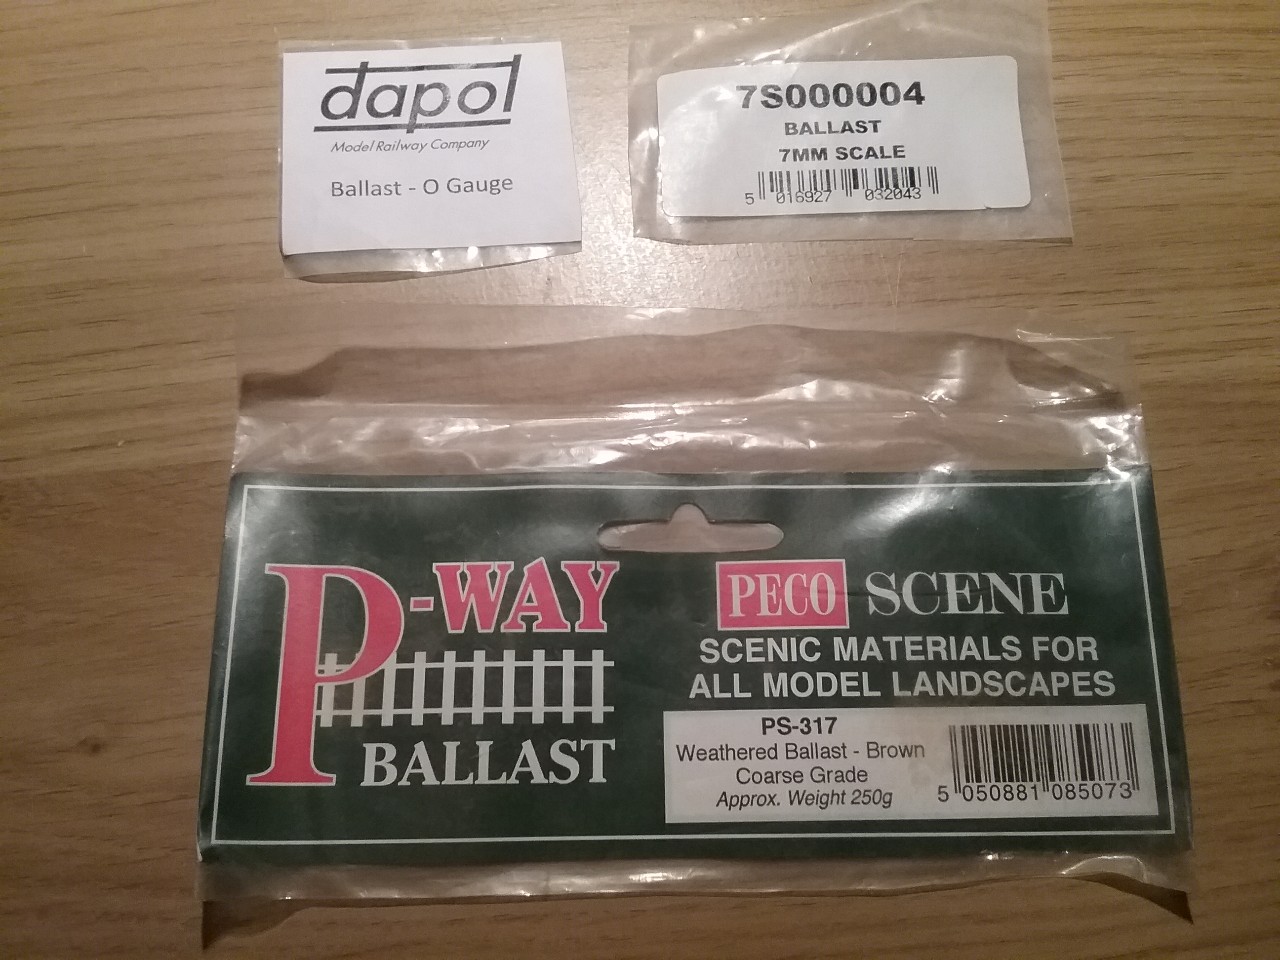 dapol
Model Railway Company
Ballast - O Gauge
7S000004
BALLAST
7MM SCALE
5 016927 032043
P-WAY
BALLAST
PECO SCENE
SCENIC MATERIALS FOR
ALL MODEL LANDSCAPES
PS-317
Weathered Ballast - Brown
Coarse Grade
Approx. Weight 250g
5 050881 085073